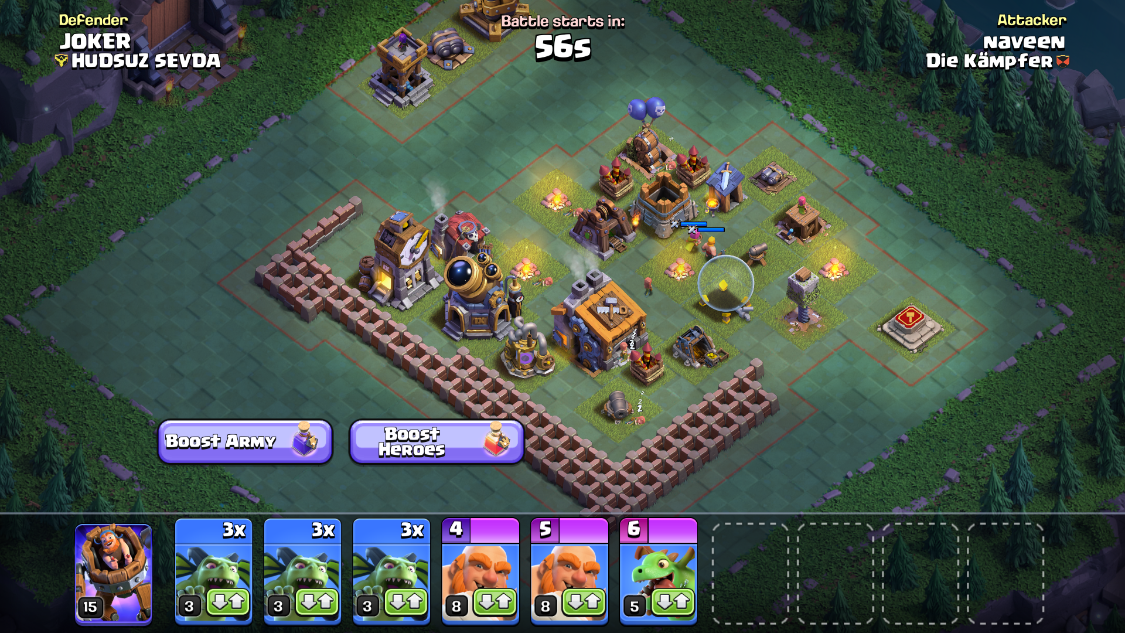 Defender
JOKER
HUDSUZ SEVDA
Battle starts in:
56s
Attacker
naveen
Die Kämpfer
Boost Army
Boost
Heroes
15
3x
3
3x
3
3x
3
4
8
5
8
6
5